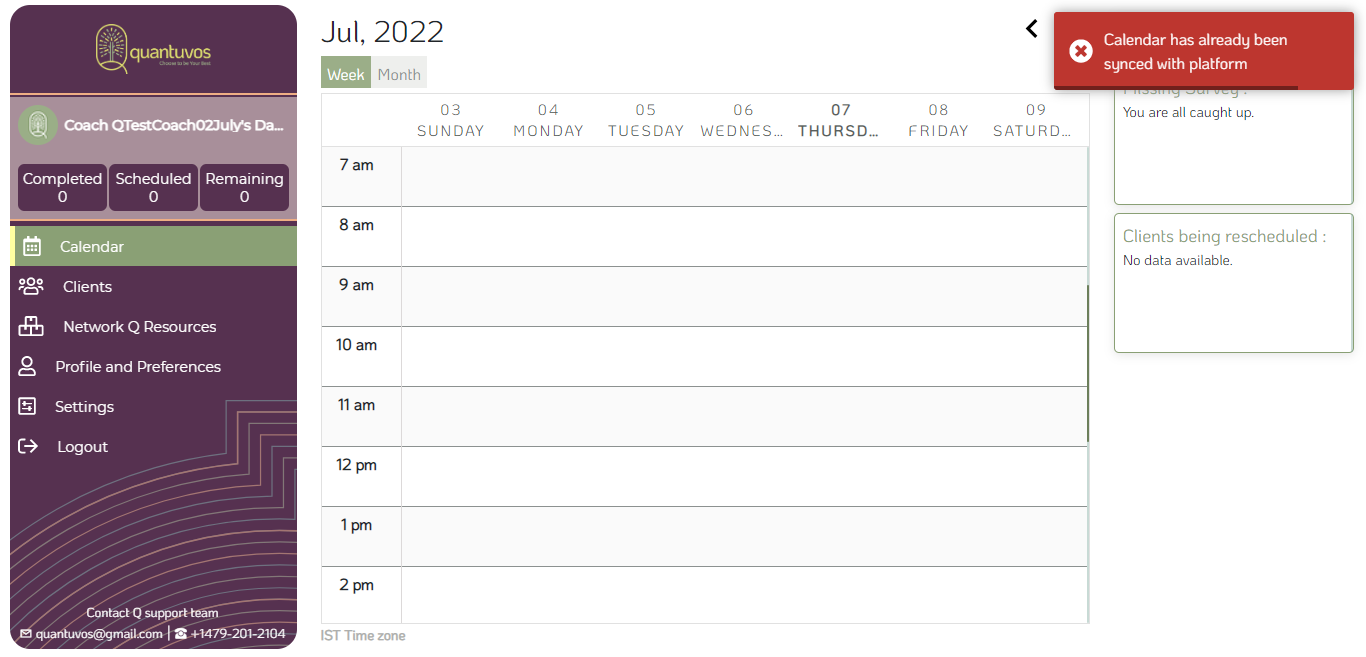 quantuvos
Choose to be Your Best
Coach QTestCoach02July's Da...
Completed
0
Scheduled
0
Remaining
0
Calendar
Clients
Network Q Resources
Profile and Preferences
Settings
Logout
Contact Q support team
quantuvos@gmail.com | +1479-201-2104
Jul, 2022
Week Month
03 04 05 06 07 08 09
SUNDAY MONDAY TUESDAY WEDNES... THURSD... FRIDAY SATURD...
7 am
8 am
9 am
10 am
11 am
12 pm
1 pm
2 pm
IST Time zone
Calendar has already been
synced with platform
Missing Survey :
You are all caught up.
Clients being rescheduled :
No data available.